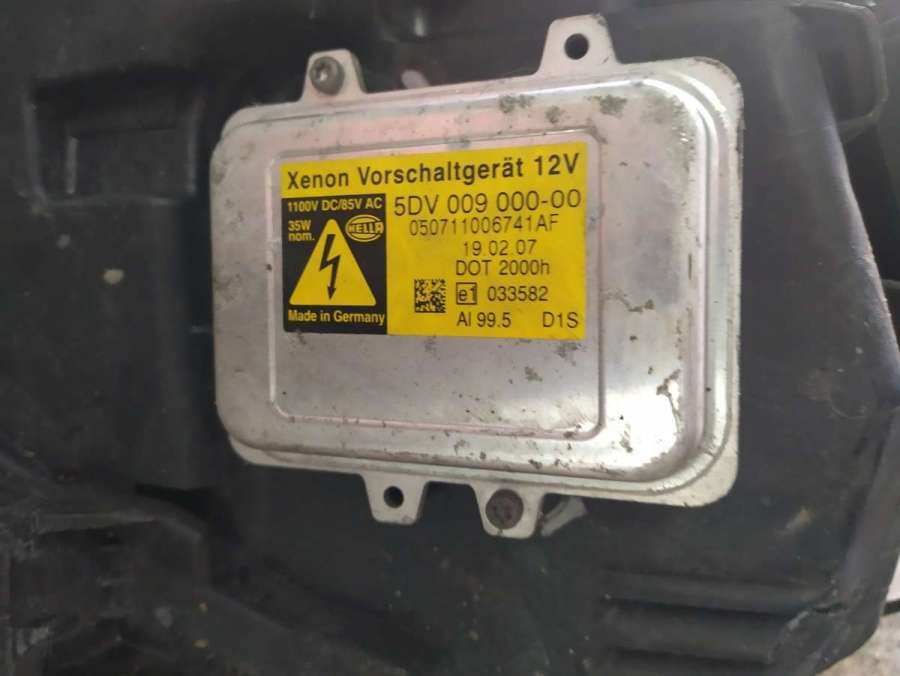 Xenon Vorschaltgerät 12V
1100V DC/85V AC
35W
nom.
HELLA
Made in Germany
5DV 009 000-00
050711006741AF
19.02.07
DOT 2000h
e1 033582
Al 99.5 D1S